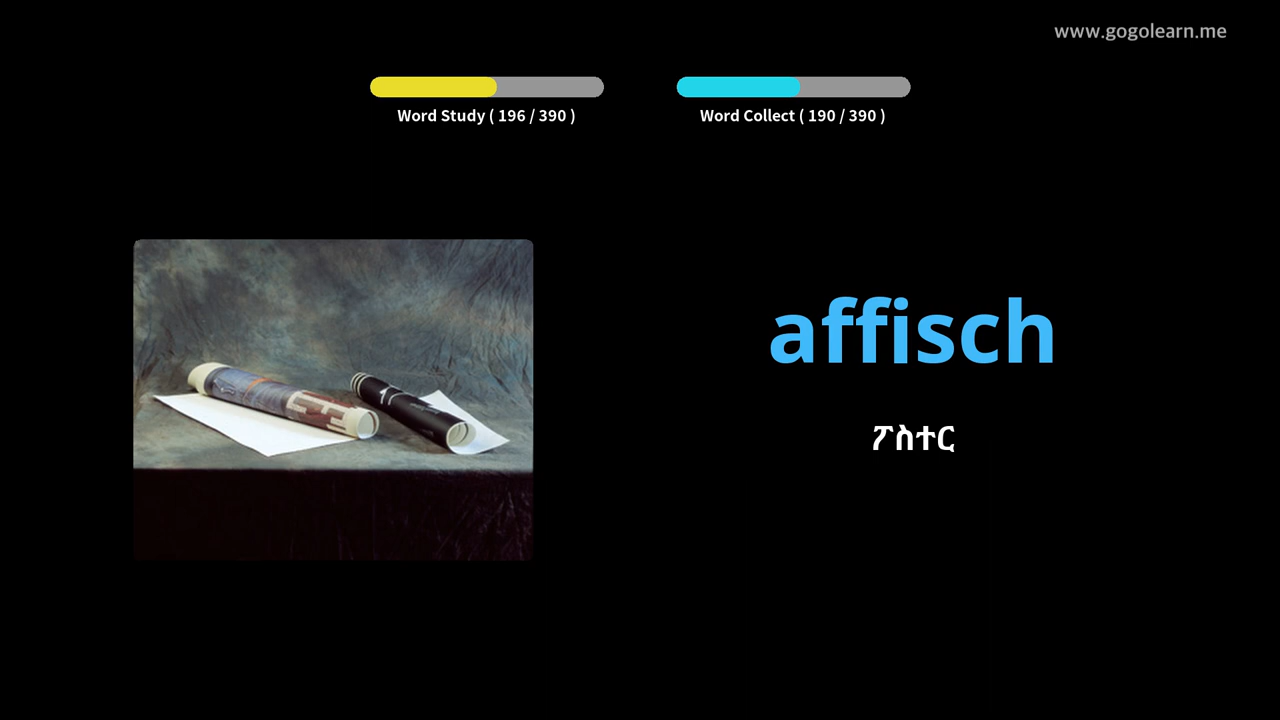 www.gogolearn.me
Word Study ( 196 / 390 )
Word Collect ( 190 / 390 )
affisch
ፖስተር